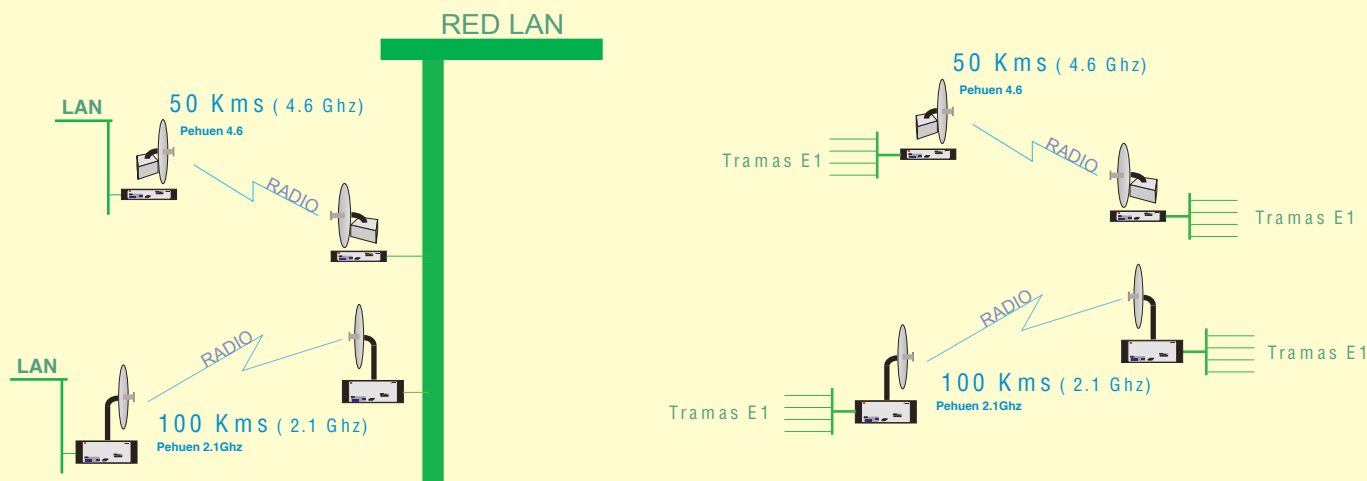 RED LAN
LAN
50 Kms ( 4.6 Ghz)
Pehuen 4.6
RADIO
LAN
RADIO
100 Kms ( 2.1 Ghz)
Pehuen 2.1Ghz
50 Kms ( 4.6 Ghz)
Pehuen 4.6
Tramas E1
RADIO
Tramas E1
RADIO
Tramas E1
100 Kms ( 2.1 Ghz)
Pehuen 2.1Ghz
Tramas E1